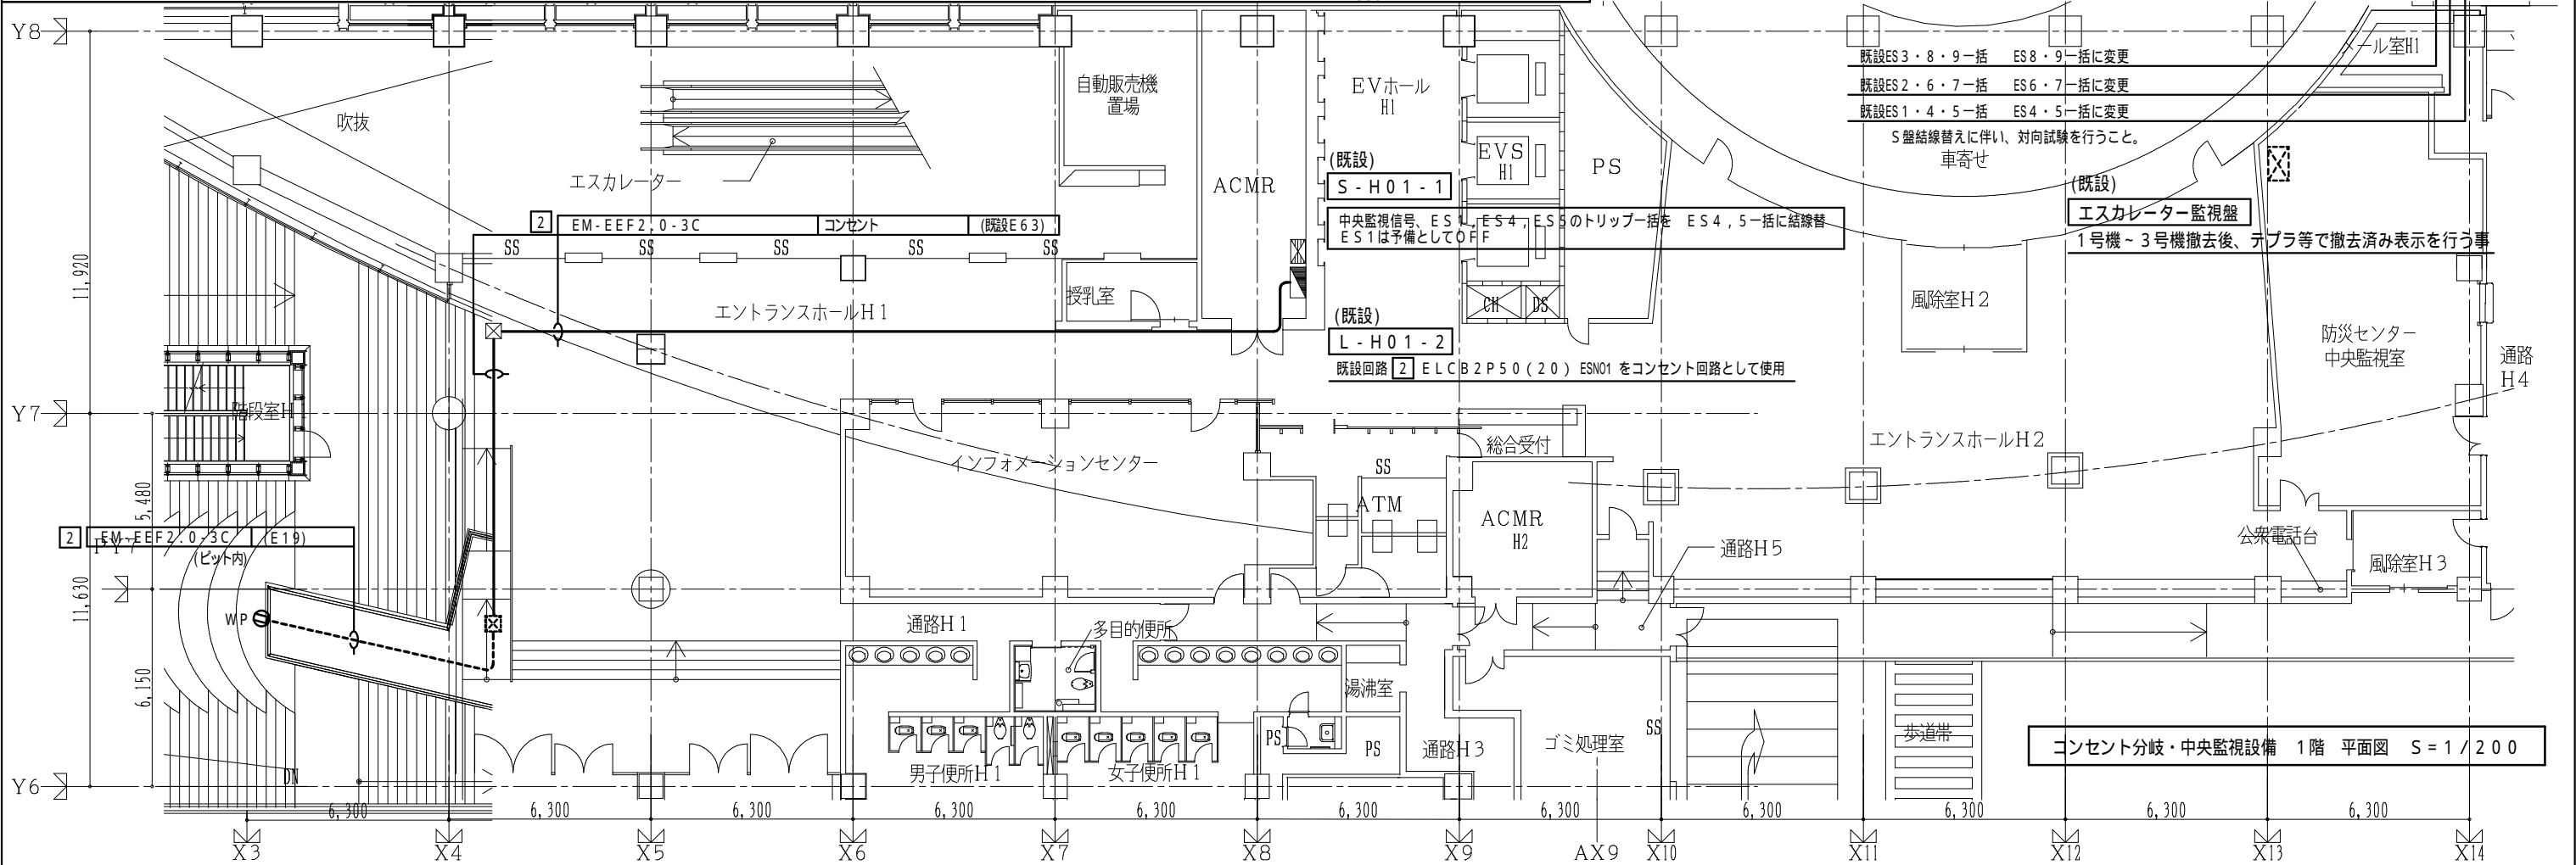 Y8
既設ES3・8・9一括　ES8・9一括に変更
既設ES2・6・7一括　ES6・7一括に変更
既設ES1・4・5一括　ES4・5一括に変更
S盤結線替えに伴い、対向試験を行うこと。
メール室H1
自動販売機
置場
EVホール
H1
吹抜
エスカレーター
ACMR
(既設)
S-H01-1
EVS
H1
PS
車寄せ
(既設)
エスカレーター監視盤
1号機～3号機撤去後、テプラ等で撤去済み表示を行う事
2 EM-EEF2.0-3C コンセント (既設E63)
中央監視信号、ES1,ES4,ES5のトリップ一括を　ES4,5一括に結線替
ES1は予備としてOFF
SS SS SS SS SS
11,920
授乳室
エントランスホールH1
CH DS
風除室H2
(既設)
L-H01-2
既設回路 2 ELCB2P50(20) ESNO1 をコンセント回路として使用
防災センター
中央監視室
通路
H4
Y7
階段室H1
インフォメーションセンター
総合受付
エントランスホールH2
SS
5,480
ATM
ACMR
H2
2 EM-EEF2.0-3C (E19)
(ピット内)
PY7
通路H5
公衆電話台
風除室H3
11,630
WP
通路H1
多目的便所
6,150
湯沸室
DN
PS
PS
通路H3
ゴミ処理室
SS
歩道帯
男子便所H1
女子便所H1
コンセント分岐・中央監視設備　1階　平面図　S=1/200
Y6
6,300 6,300 6,300 6,300 6,300 6,300 6,300 6,300 6,300 6,300 6,300
X3 X4 X5 X6 X7 X8 X9 AX9 X10 X11 X12 X13 X14